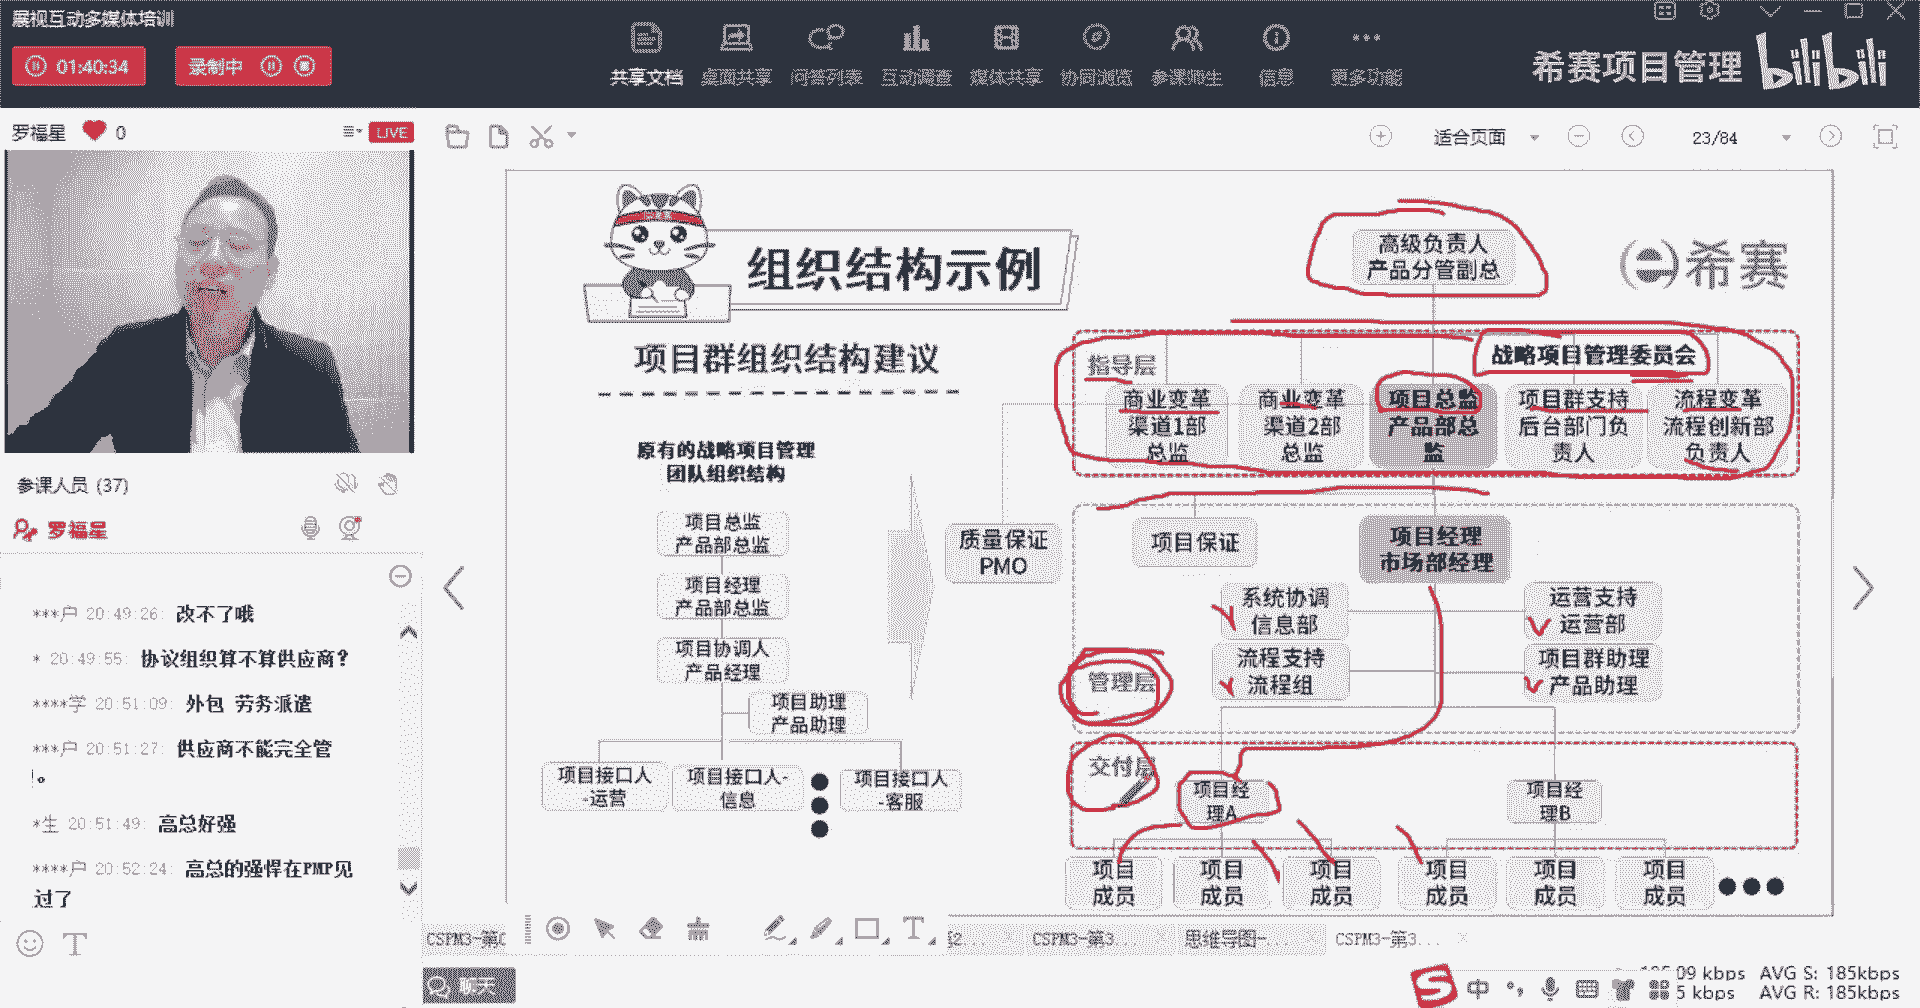 展视互动多媒体培训
01:40:34
录制中
共享文档
桌面共享
问答列表
互动调查
媒体共享
协同浏览
参课师生
信息
更多功能
希赛项目管理
bilibili
罗福星
0
LIVE
适合页面
23/84
参课人员 (37)
罗福星
***户 20:49:26: 改不了哦
* 20:49:55: 协议组织算不算供应商?
****学 20:51:09: 外包 劳务派遣
***户 20:51:27: 供应商不能完全管
。
*生 20:51:49: 高总好强
****户 20:52:24: 高总的强悍在PMP见
过了
聊天
组织结构示例
希赛
项目群组织结构建议
原有的战略项目管理
团队组织结构
项目总监
产品部总监
项目经理
产品部总监
项目协调人
产品经理
项目助理
产品助理
项目接口人
-运营
项目接口人-
信息
项目接口人
-客服
高级负责人
产品分管副总
指导层
战略项目管理委员会
商业变革
渠道1部
总监
商业变革
渠道2部
总监
项目总监
产品部总
监
项目群支持
后台部门负
责人
流程变革
流程创新部
负责人
质量保证
PMO
项目保证
项目经理
市场部经理
系统协调
信息部
运营支持
运营部
管理层
流程支持
流程组
项目群助理
产品助理
交付层
项目经
理A
项目经
理B
项目
成员
项目
成员
项目
成员
项目
成员
项目
成员
项目
成员
CSPM3-第
2...
CSPM3-第3...
思维导图-...
CSPM3-第3...
中
09 kbps AVG S: 185kbps
5 kbps AVG R: 185kbps